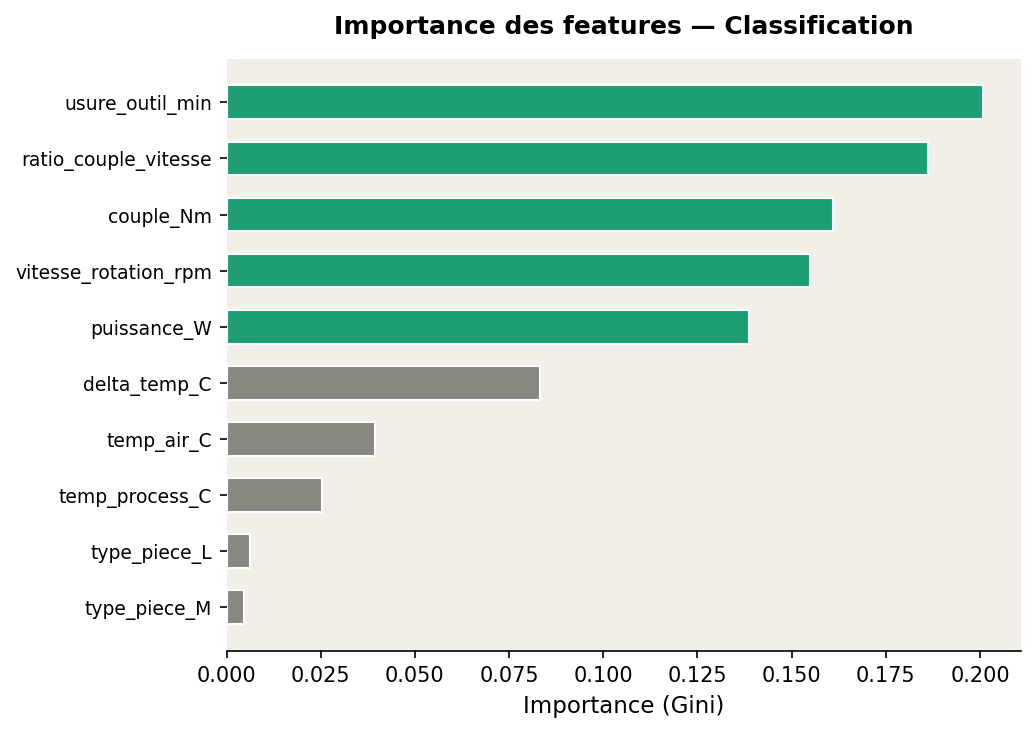 Importance des features — Classification
usure_outil_min
ratio_couple_vitesse
couple_Nm
vitesse_rotation_rpm
puissance_W
delta_temp_C
temp_air_C
temp_process_C
type_piece_L
type_piece_M
0.000 0.025 0.050 0.075 0.100 0.125 0.150 0.175 0.200
Importance (Gini)